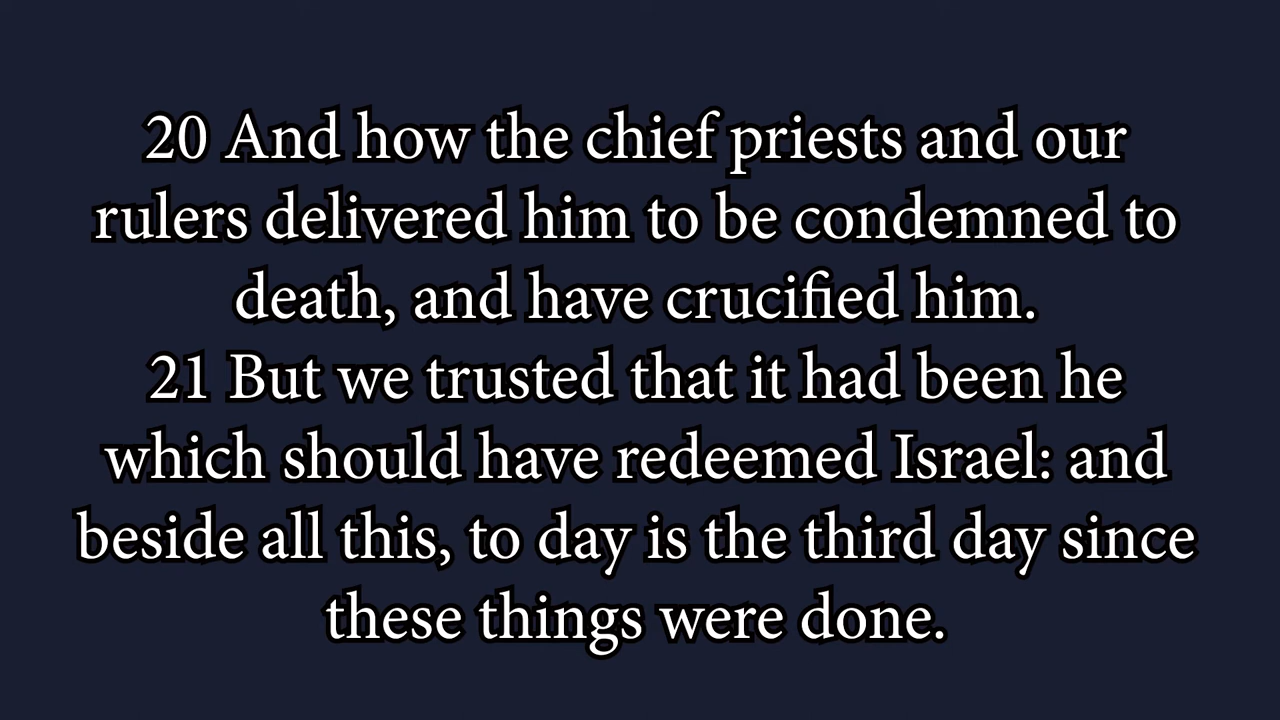 20 And how the chief priests and our
rulers delivered him to be condemned to
death, and have crucified him.
21 But we trusted that it had been he
which should have redeemed Israel: and
beside all this, to day is the third day since
these things were done.